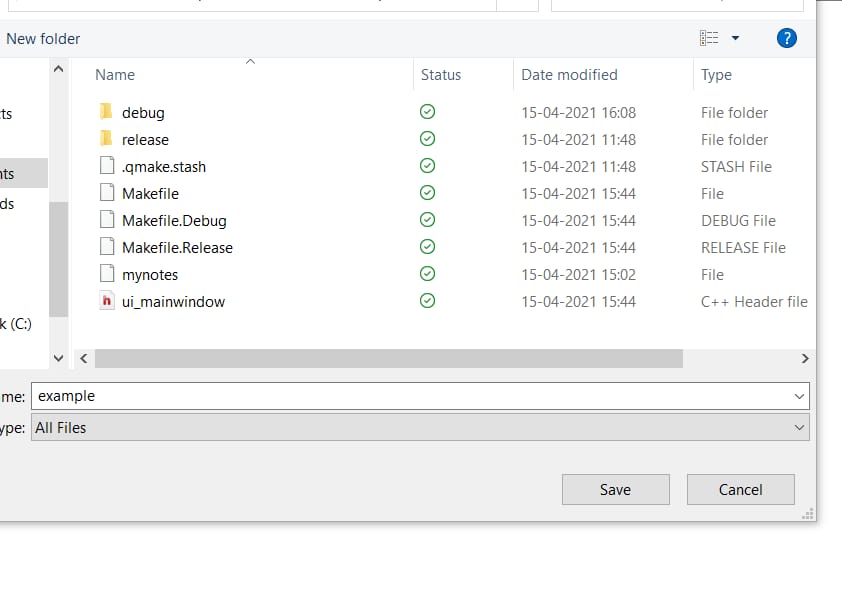 New folder
?
Name Status Date modified Type
debug 15-04-2021 16:08 File folder
release 15-04-2021 11:48 File folder
.qmake.stash 15-04-2021 11:48 STASH File
Makefile 15-04-2021 15:44 File
Makefile.Debug 15-04-2021 15:44 DEBUG File
Makefile.Release 15-04-2021 15:44 RELEASE File
mynotes 15-04-2021 15:02 File
h ui_mainwindow 15-04-2021 15:44 C++ Header file
cts
nts
ds
k (C:)
me: example
ype: All Files
Save Cancel